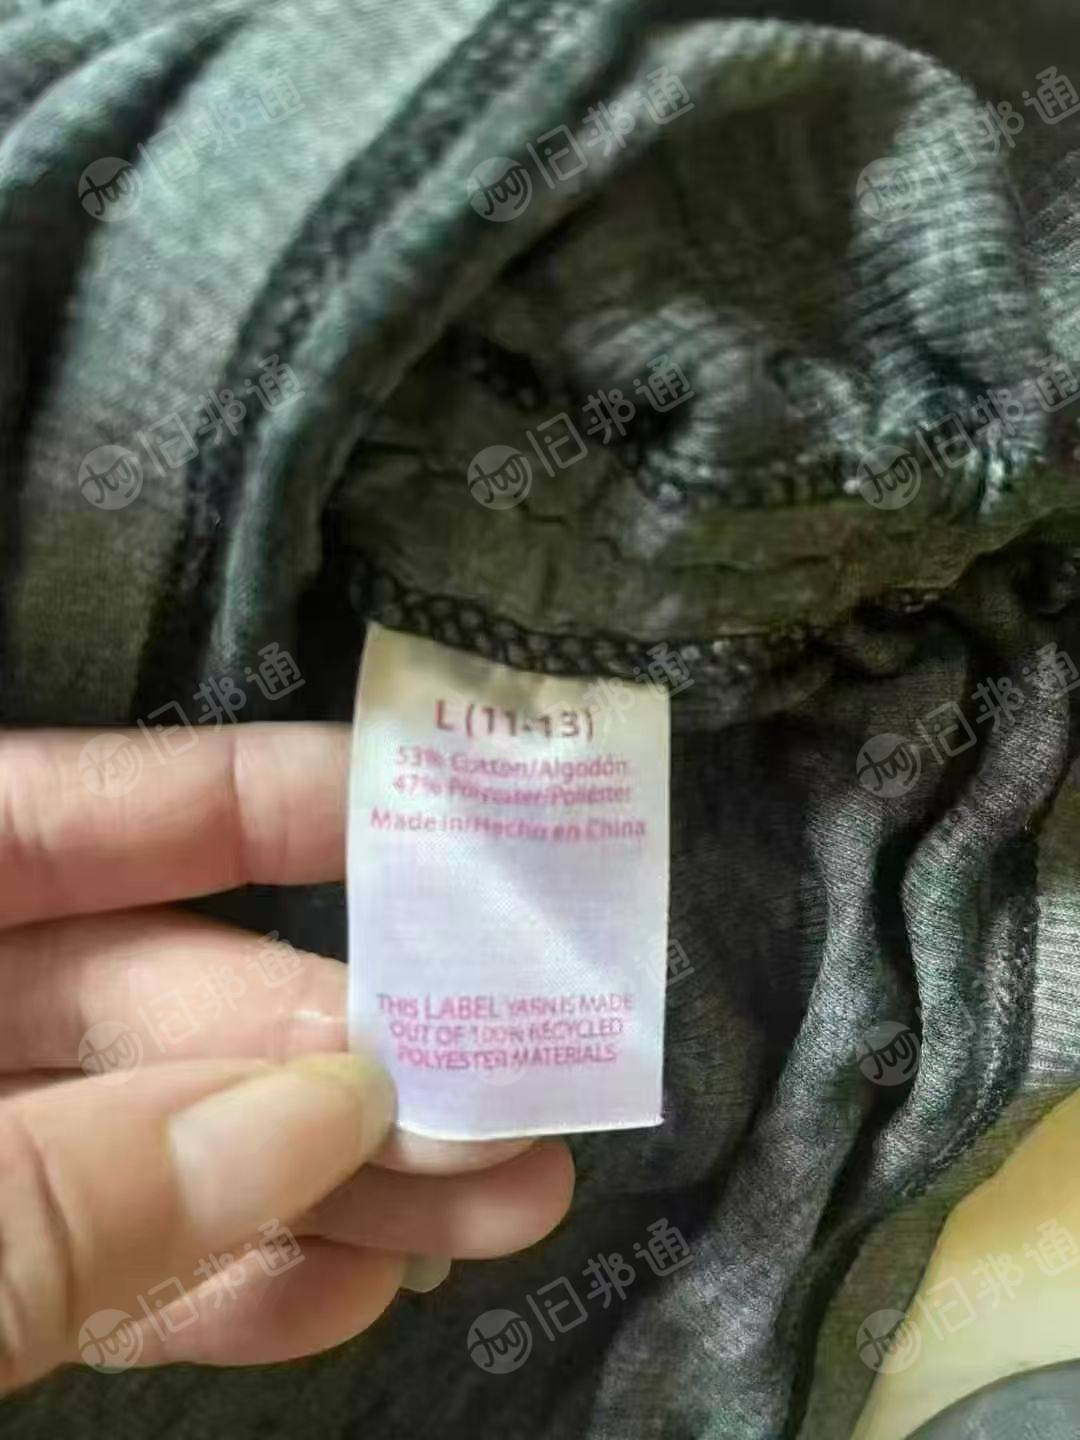 L (11-13)
53% Cotton/Algodón
47% Polyester/Poliéster
Made in/Hecho en China
THIS LABEL YARN IS MADE
OUT OF 100% RECYCLED
POLYESTER MATERIALS
旧邦通